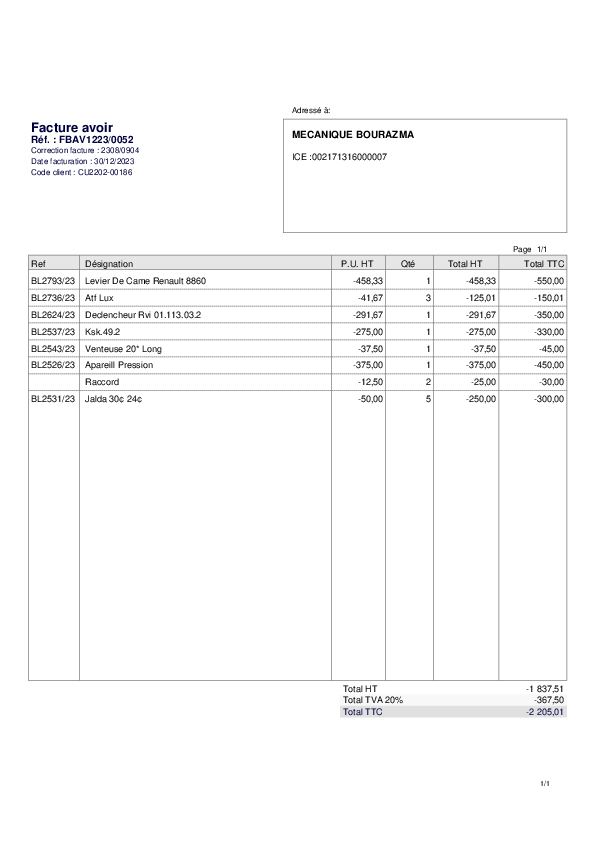 Adressé à:
Facture avoir
Réf. : FBAV1223/0052
Correction facture : 2308/0904
Date facturation : 30/12/2023
Code client : CU2202-00186
MECANIQUE BOURAZMA
ICE :002171316000007
Page 1/1
Ref Désignation P.U. HT Qté Total HT Total TTC
BL2793/23 Levier De Came Renault 8860 -458,33 1 -458,33 -550,00
BL2736/23 Atf Lux -41,67 3 -125,01 -150,01
BL2624/23 Dedencheur Rvi 01.113.03.2 -291,67 1 -291,67 -350,00
BL2537/23 Ksk.49.2 -275,00 1 -275,00 -330,00
BL2543/23 Venteuse 20* Long -37,50 1 -37,50 -45,00
BL2526/23 Apareill Pression -375,00 1 -375,00 -450,00
Raccord -12,50 2 -25,00 -30,00
BL2531/23 Jalda 30¢ 24¢ -50,00 5 -250,00 -300,00
Total HT -1 837,51
Total TVA 20% -367,50
Total TTC -2 205,01
1/1